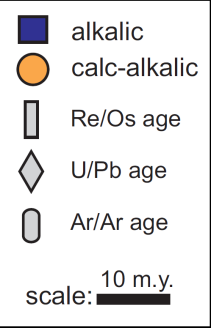 alkalic
calc-alkalic
Re/Os age
U/Pb age
Ar/Ar age
10 m.y.
scale: